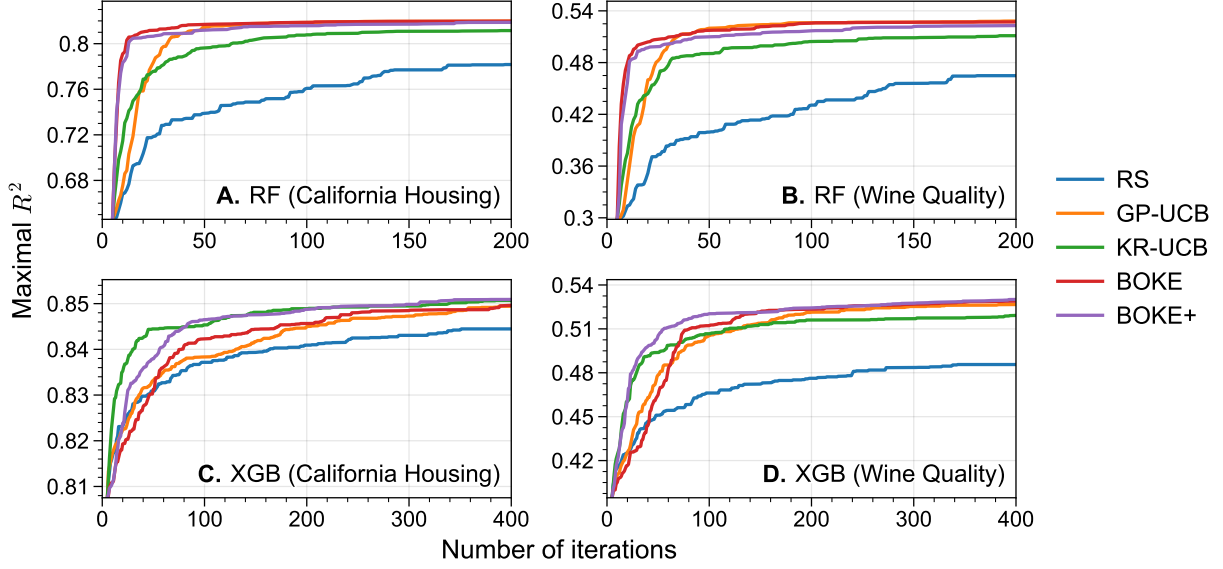 Maximal R²
0.8
0.76
0.72
0.68
A. RF (California Housing)
0 50 100 150 200
0.54
0.48
0.42
0.36
0.3
B. RF (Wine Quality)
0 50 100 150 200
0.85
0.84
0.83
0.82
0.81
C. XGB (California Housing)
0 100 200 300 400
0.54
0.51
0.48
0.45
0.42
D. XGB (Wine Quality)
0 100 200 300 400
Number of iterations
RS
GP-UCB
KR-UCB
BOKE
BOKE+